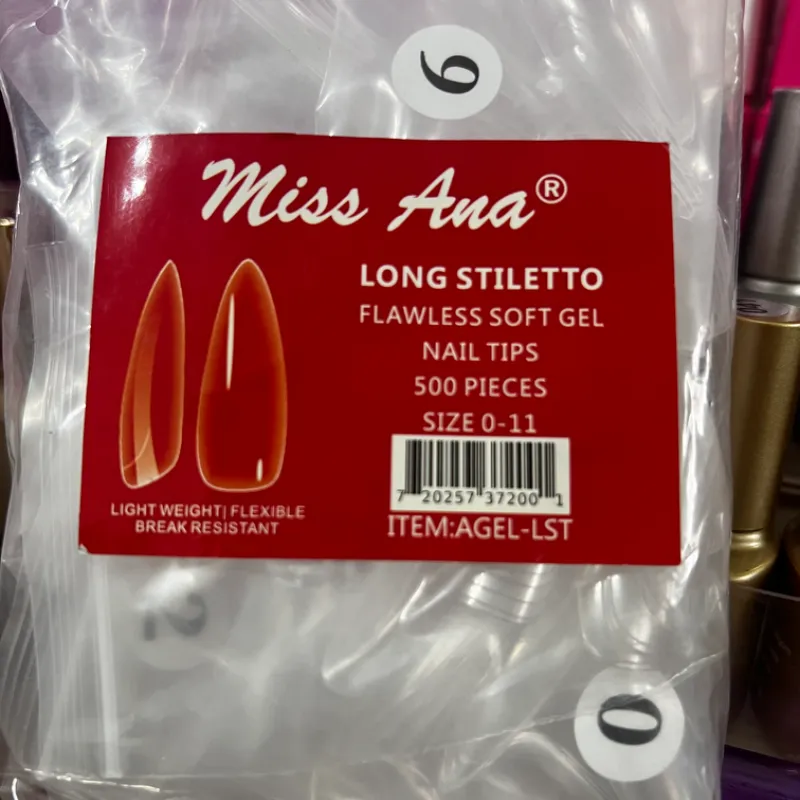 6
Miss Ana®
LONG STILETTO
FLAWLESS SOFT GEL
NAIL TIPS
500 PIECES
SIZE 0-11
7 20257 37200 1
ITEM:AGEL-LST
LIGHT WEIGHT| FLEXIBLE
BREAK RESISTANT
2
0